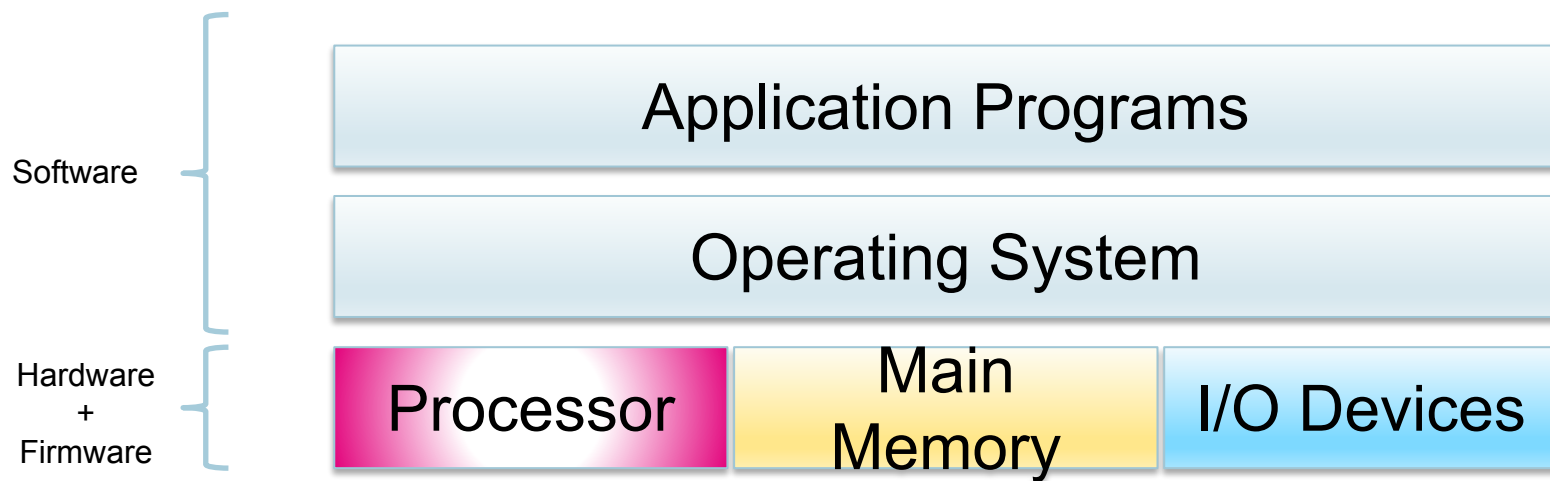 Application Programs
Software
Operating System
Hardware
+
Firmware
Processor
Main
Memory
I/O Devices